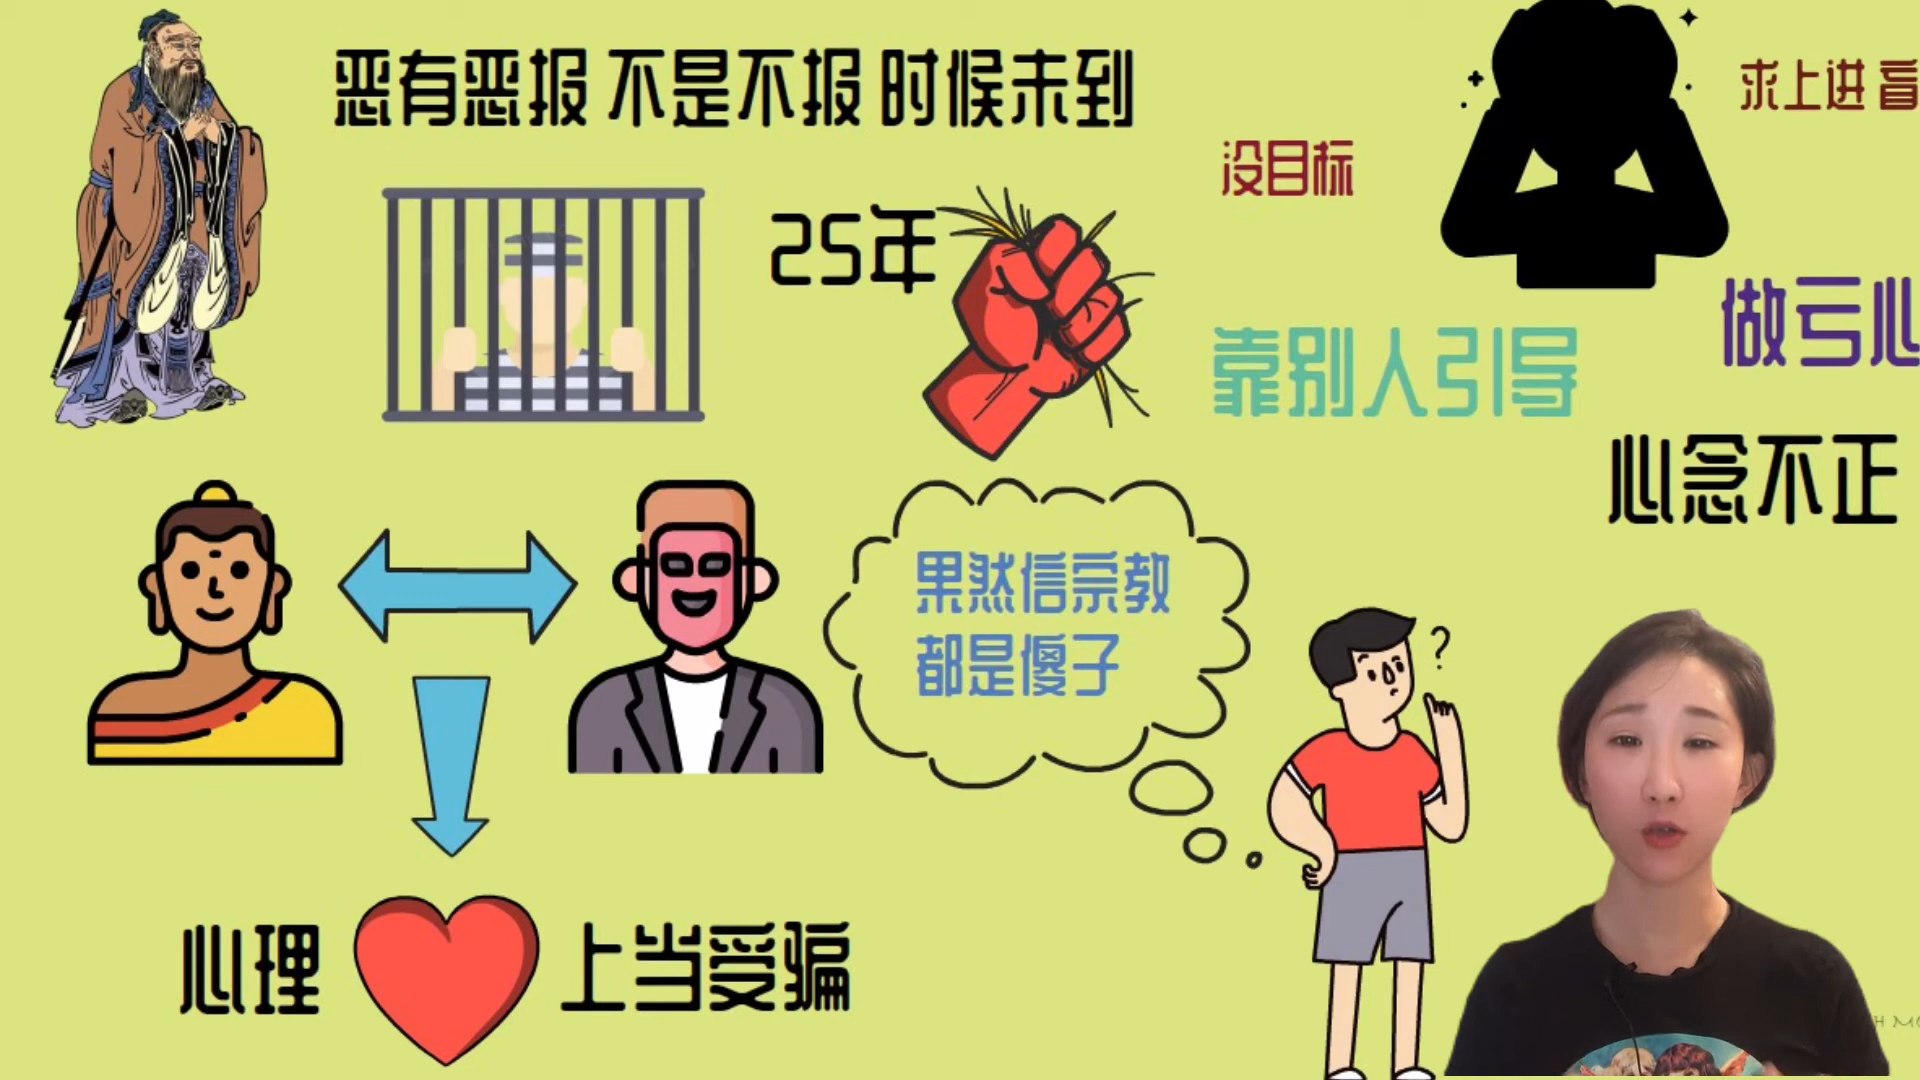 恶有恶报 不是不报 时候未到
求上进 盲
没目标
25年
做亏心
靠别人引导
心念不正
果然信宗教
都是傻子
?
心理
上当受骗